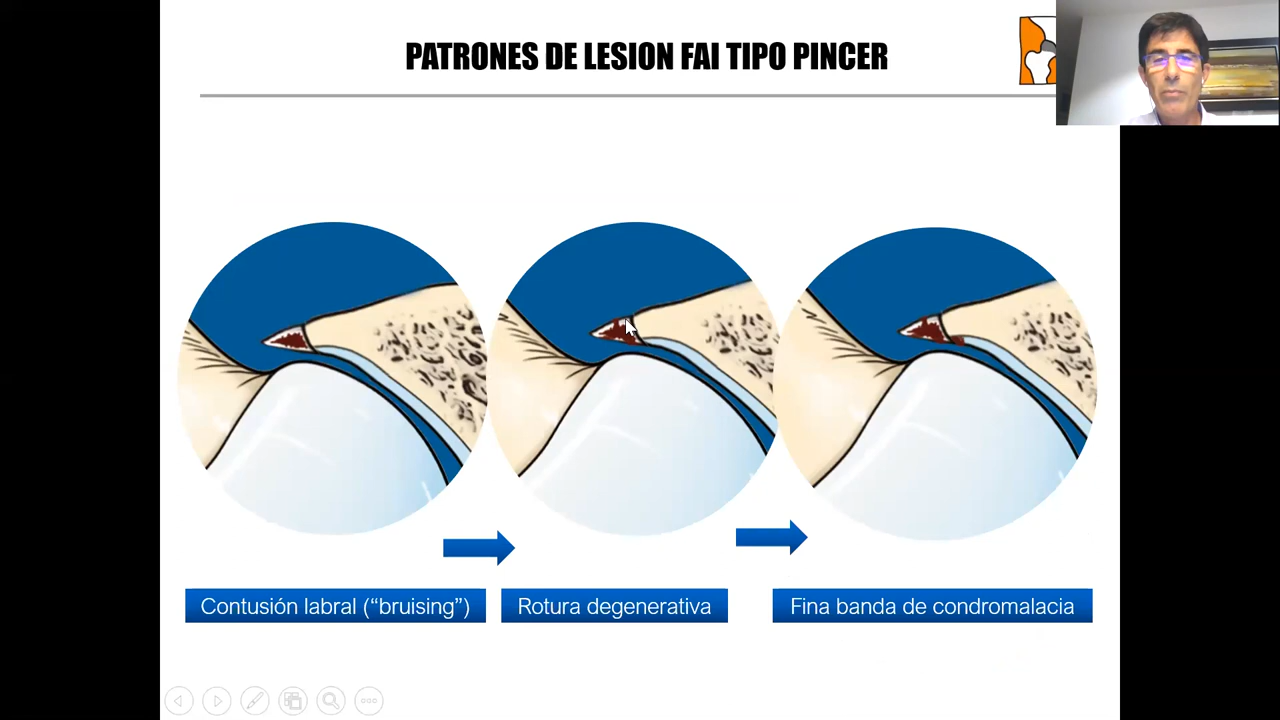 PATRONES DE LESION FAI TIPO PINCER
Contusión labral (“bruising”)
Rotura degenerativa
Fina banda de condromalacia